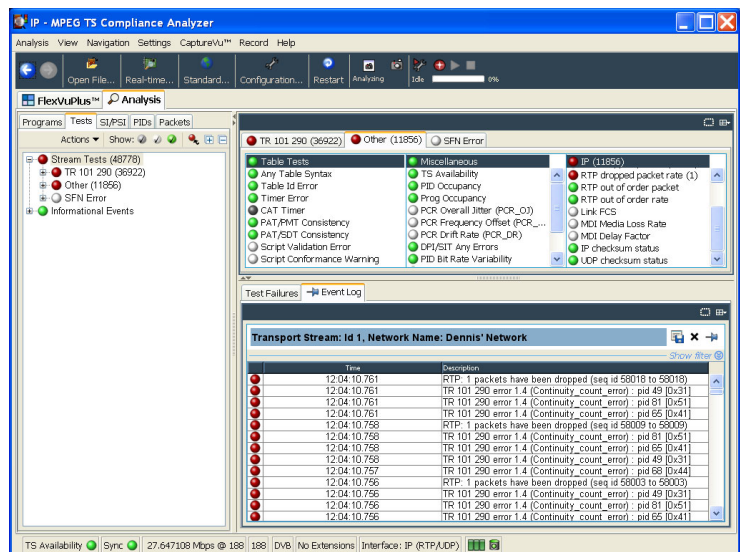 IP - MPEG TS Compliance Analyzer
Analysis View Navigation Settings CaptureVu™ Record Help
Open File... Real-time... Standard... Configuration... Restart Analyzing Idle 0%
FlexVuPlus™ Analysis
Programs Tests SI/PSI PIDs Packets
Actions Show:
Stream Tests (48778)
TR 101 290 (36922)
Other (11856)
SFN Error
Informational Events
TR 101 290 (36922) Other (11856) SFN Error
Table Tests
Any Table Syntax
Table Id Error
Timer Error
CAT Timer
PAT/PMT Consistency
PAT/SDT Consistency
Script Validation Error
Script Conformance Warning
Miscellaneous
TS Availability
PID Occupancy
Prog Occupancy
PCR Overall Jitter (PCR_OJ)
PCR Frequency Offset (PCR_...
PCR Drift Rate (PCR_DR)
DPI/SIT Any Errors
PID Bit Rate Variability
IP (11856)
RTP dropped packet rate (1)
RTP out of order packet
RTP out of order rate
Link FCS
MDI Media Loss Rate
MDI Delay Factor
IP checksum status
UDP checksum status
Test Failures Event Log
Transport Stream: Id 1, Network Name: Dennis' Network
Show filter
Time Description
12:04:10.761 RTP: 1 packets have been dropped (seq id 58018 to 58018)
12:04:10.761 TR 101 290 error 1.4 (Continuity_count_error) : pid 49 [0x31]
12:04:10.761 TR 101 290 error 1.4 (Continuity_count_error) : pid 81 [0x51]
12:04:10.761 TR 101 290 error 1.4 (Continuity_count_error) : pid 65 [0x41]
12:04:10.758 RTP: 1 packets have been dropped (seq id 58009 to 58009)
12:04:10.758 TR 101 290 error 1.4 (Continuity_count_error) : pid 81 [0x51]
12:04:10.758 TR 101 290 error 1.4 (Continuity_count_error) : pid 65 [0x41]
12:04:10.758 TR 101 290 error 1.4 (Continuity_count_error) : pid 49 [0x31]
12:04:10.757 TR 101 290 error 1.4 (Continuity_count_error) : pid 68 [0x44]
12:04:10.756 RTP: 1 packets have been dropped (seq id 58003 to 58003)
12:04:10.756 TR 101 290 error 1.4 (Continuity_count_error) : pid 49 [0x31]
12:04:10.756 TR 101 290 error 1.4 (Continuity_count_error) : pid 81 [0x51]
12:04:10.756 TR 101 290 error 1.4 (Continuity_count_error) : pid 65 [0x41]
TS Availability Sync 27.647108 Mbps @ 188 188 DVB No Extensions Interface: IP (RTP/UDP)